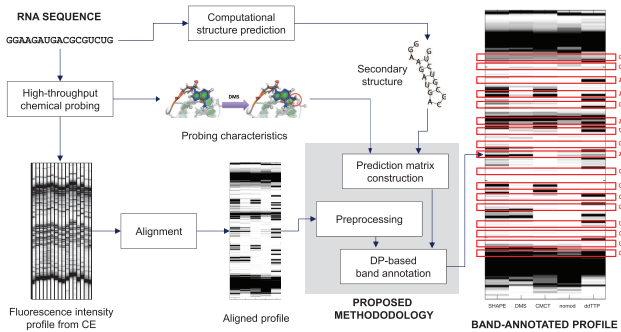 RNA SEQUENCE
GGAAGAUGACGCGUCUG
Computational
structure prediction
Secondary
structure
High-throughput
chemical probing
DMS
Probing characteristics
Prediction matrix
construction
Preprocessing
Alignment
DP-based
band annotation
Fluorescence intensity
profile from CE
Aligned profile
PROPOSED
METHODODOLOGY
SHAPE DMS CMCT nomod ddTTP
BAND-ANNOTATED PROFILE